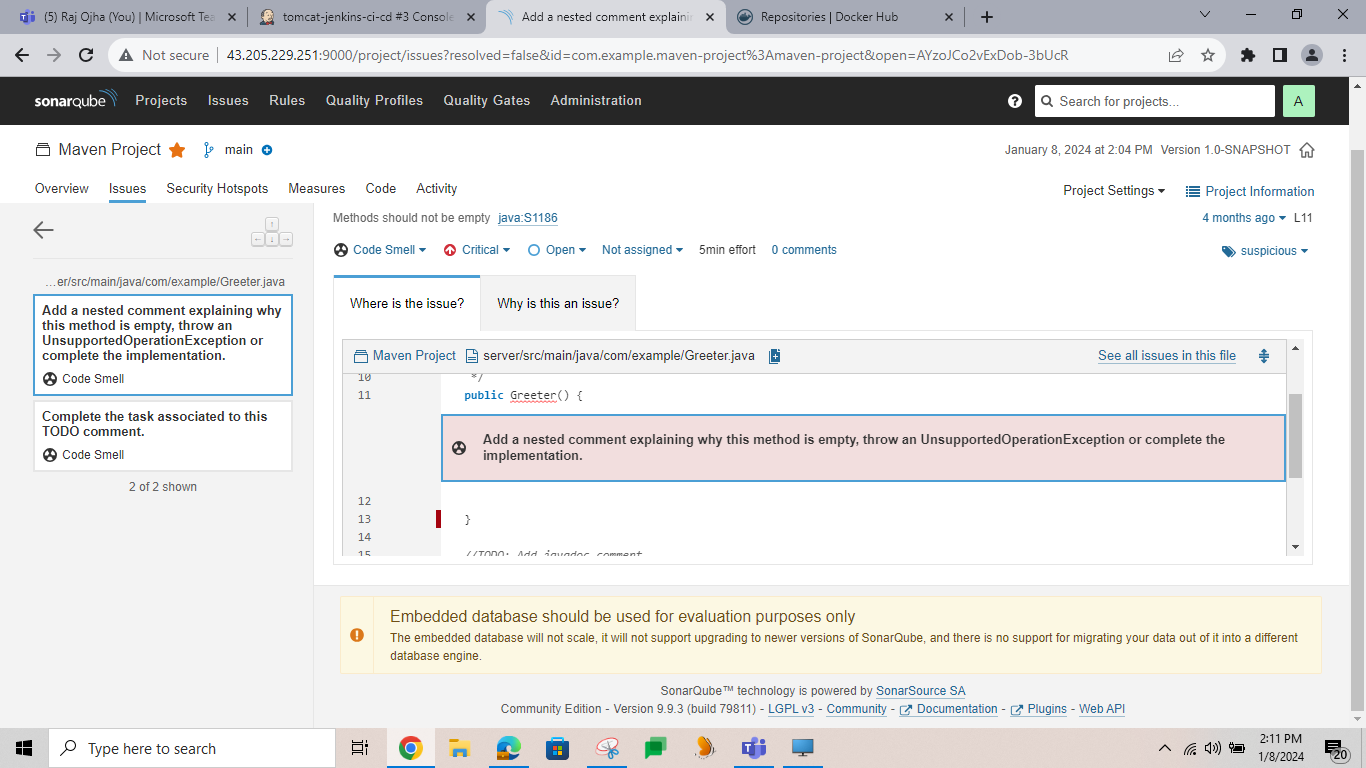 (5) Raj Ojha (You) | Microsoft Tea
tomcat-jenkins-ci-cd #3 Console
Add a nested comment explainin
Repositories | Docker Hub
Not secure
43.205.229.251:9000/project/issues?resolved=false&id=com.example.maven-project%3Amaven-project&open=AYzoJCo2vExDob-3bUcR
sonarqube Projects Issues Rules Quality Profiles Quality Gates Administration
Search for projects...
A
Maven Project main
January 8, 2024 at 2:04 PM Version 1.0-SNAPSHOT
Overview Issues Security Hotspots Measures Code Activity
Project Settings Project Information
Methods should not be empty java:S1186
4 months ago L11
Code Smell Critical Open Not assigned 5min effort 0 comments
suspicious
...er/src/main/java/com/example/Greeter.java
Add a nested comment explaining why
this method is empty, throw an
UnsupportedOperationException or
complete the implementation.
Code Smell
Complete the task associated to this
TODO comment.
Code Smell
2 of 2 shown
Where is the issue? Why is this an issue?
Maven Project server/src/main/java/com/example/Greeter.java
See all issues in this file
10 */
11 public Greeter() {
Add a nested comment explaining why this method is empty, throw an UnsupportedOperationException or complete the
implementation.
12
13 }
14
15 //TODO: Add javadoc comment
Embedded database should be used for evaluation purposes only
The embedded database will not scale, it will not support upgrading to newer versions of SonarQube, and there is no support for migrating your data out of it into a different
database engine.
SonarQube™ technology is powered by SonarSource SA
Community Edition - Version 9.9.3 (build 79811) - LGPL v3 - Community - Documentation - Plugins - Web API
Type here to search
2:11 PM
1/8/2024
20